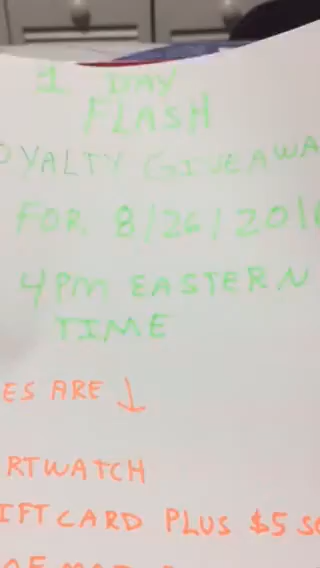 1 DAY
FLASH
OYALTY GIVEAWA
FOR 8/26/201
4PM EASTERN
TIME
ES ARE ↓
RTWATCH
IFT CARD PLUS $5 S